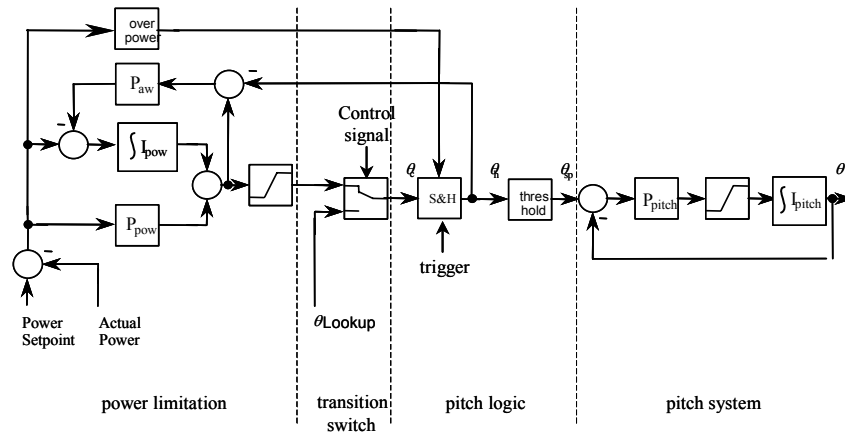 over
power
P_aw
∫ I_pow
P_pow
Control
signal
θ_c
S&H
θ_h
thres
hold
θ_sp
P_pitch
∫ I_pitch
θ
trigger
θLookup
Power
Setpoint
Actual
Power
power limitation
transition
switch
pitch logic
pitch system